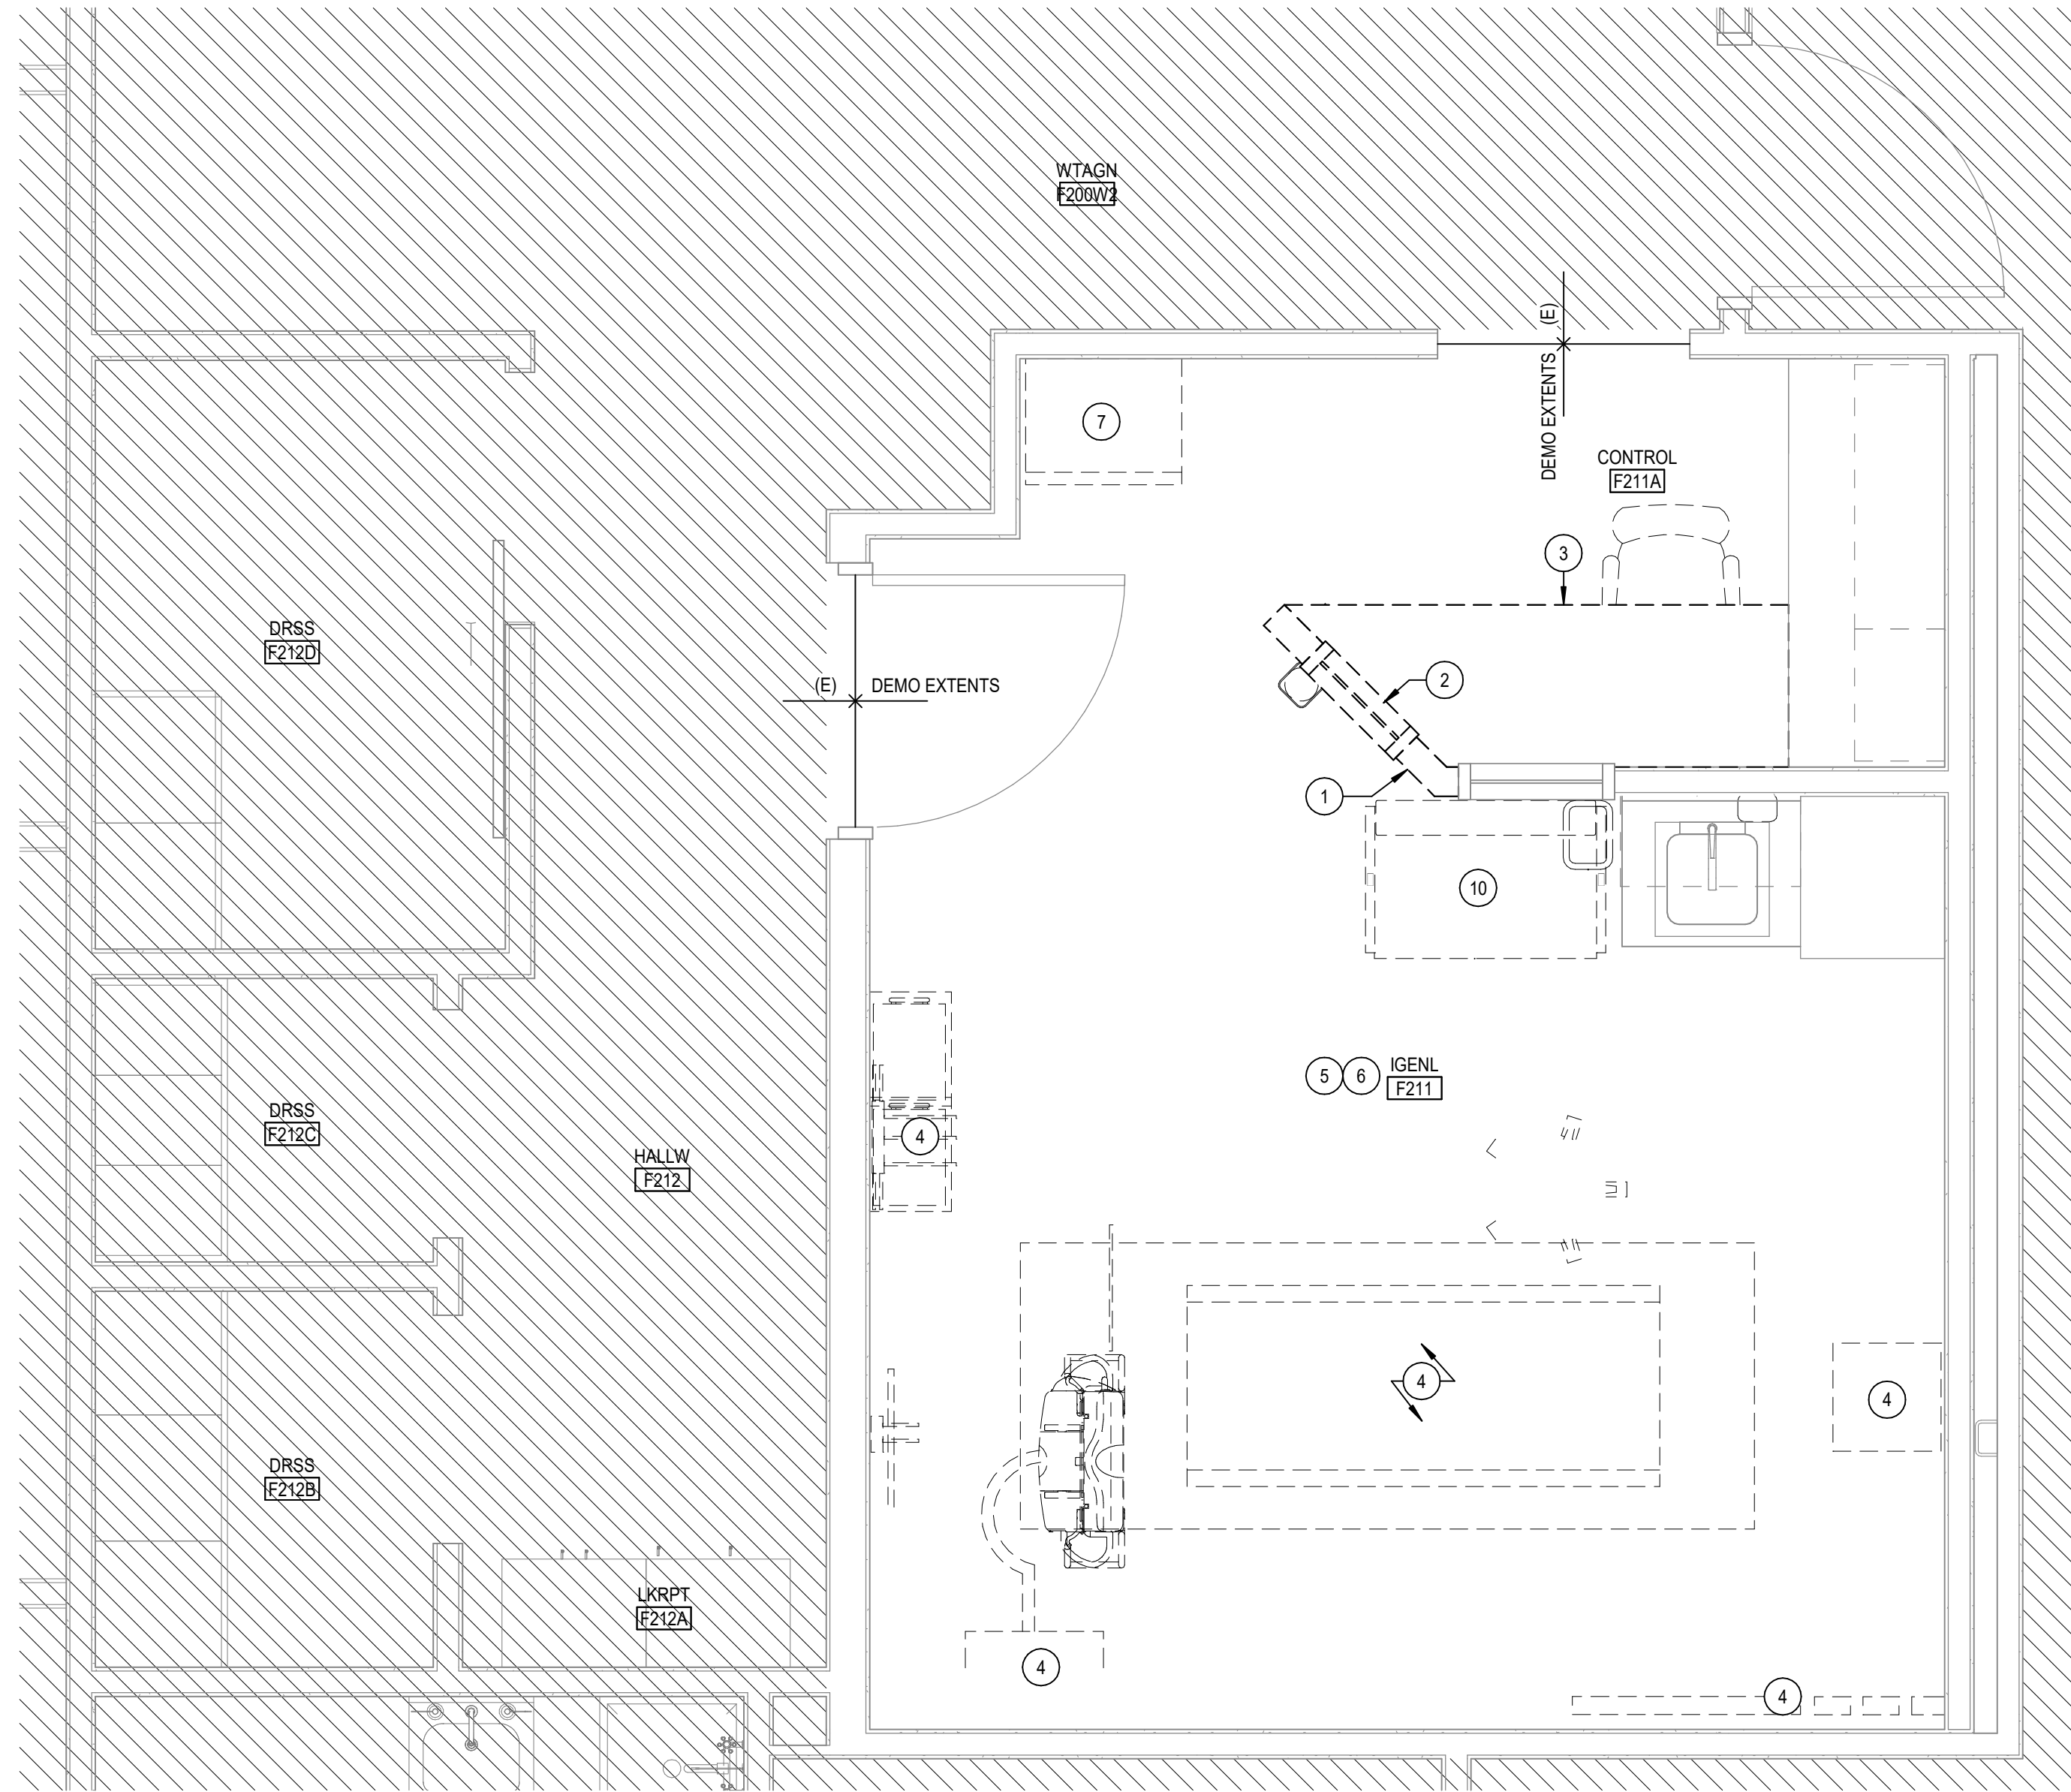 WTAGN
F200W2
(E)
DEMO EXTENTS
7
CONTROL
F211A
3
DRSS
F212D
(E)
DEMO EXTENTS
2
1
10
5
6
IGENL
F211
DRSS
F212C
4
HALLW
F212
4
4
DRSS
F212B
LKRPT
F212A
4
4